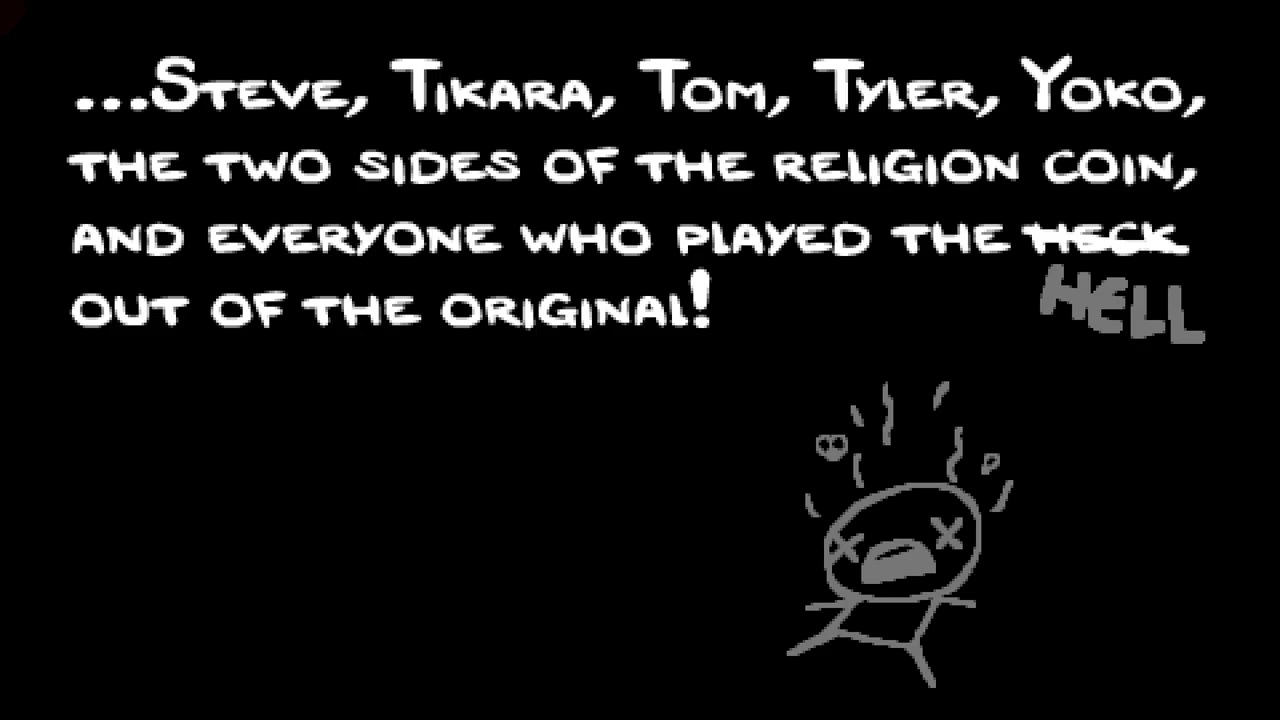 ...Steve, Tikara, Tom, Tyler, Yoko,
the two sides of the religion coin,
and everyone who played the heck
HELL
out of the original!